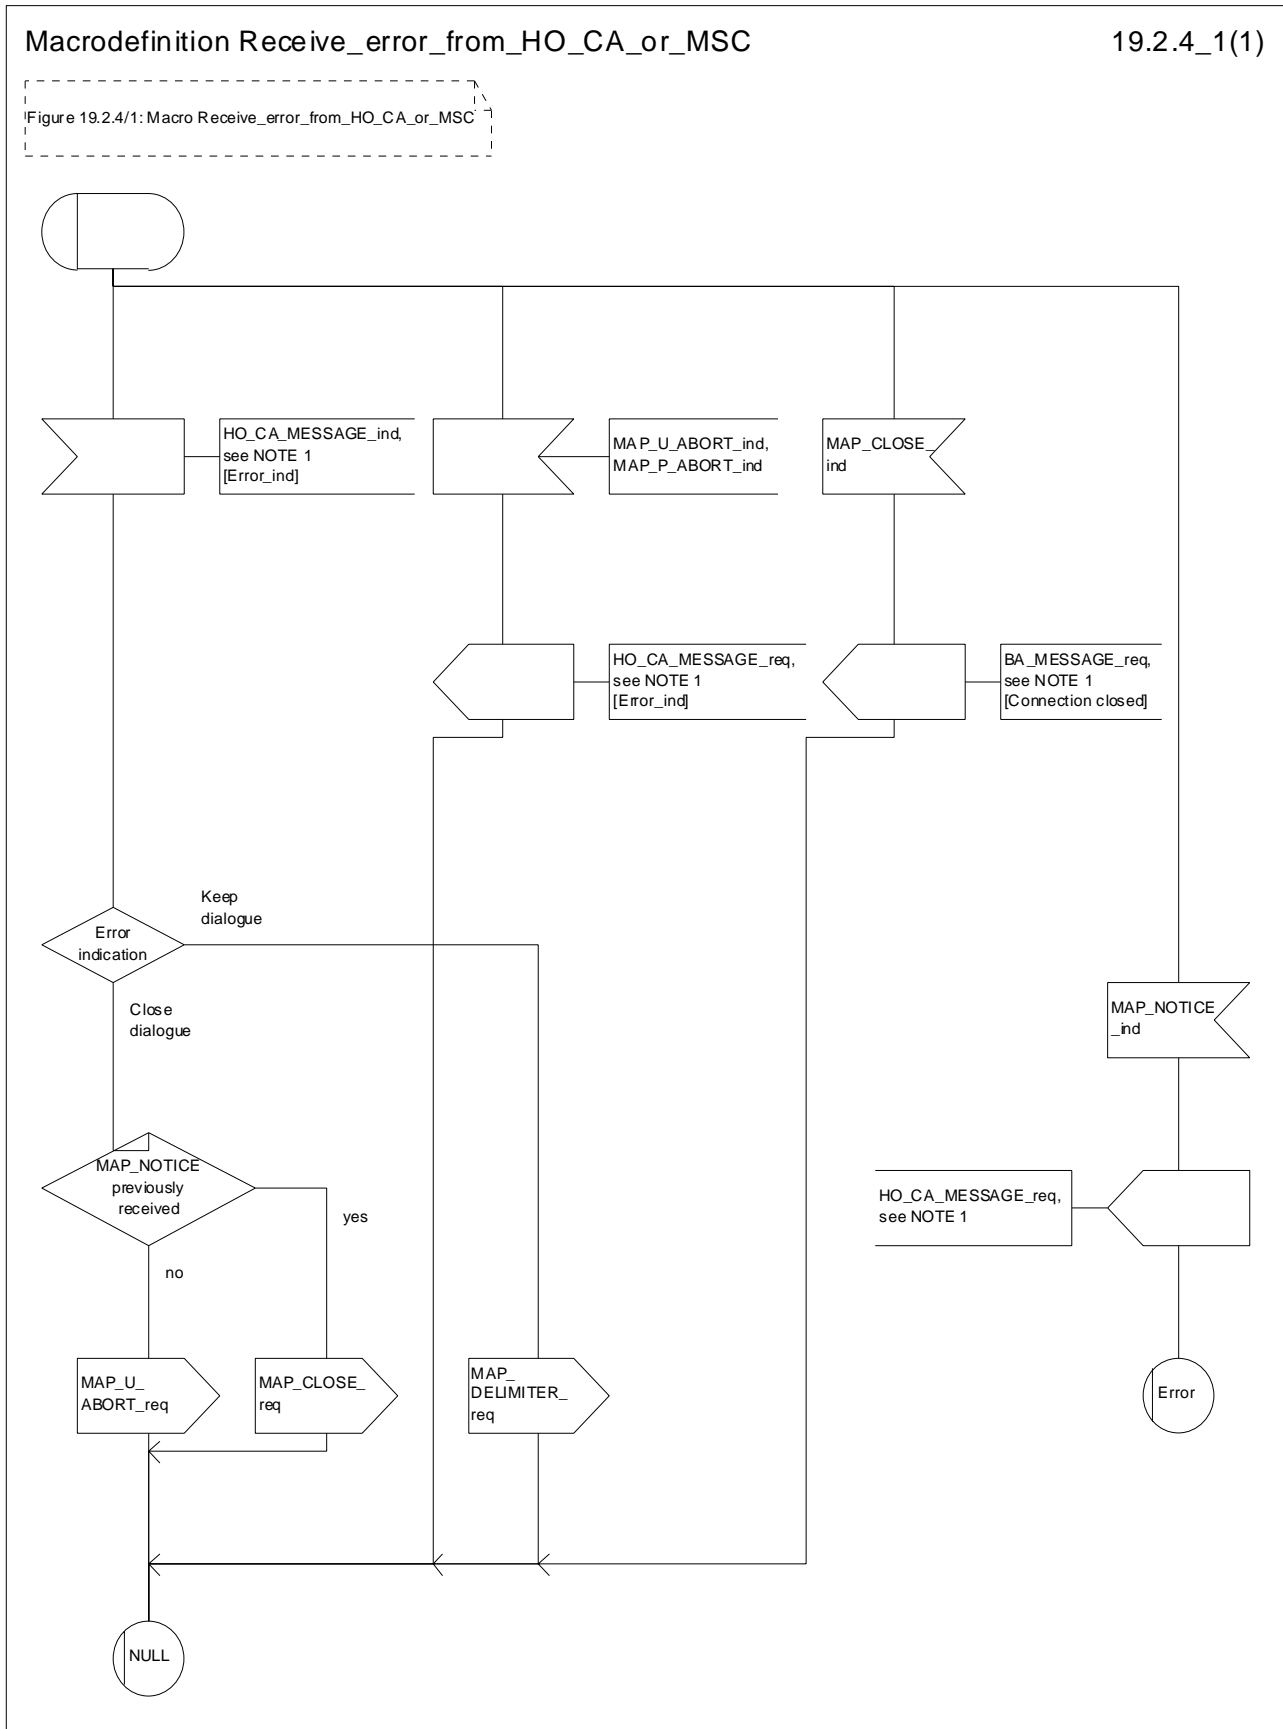 Macrodefinition Receive_error_from_HO_CA_or_MSC
19.2.4_1(1)
Figure 19.2.4/1: Macro Receive_error_from_HO_CA_or_MSC
HO_CA_MESSAGE_ind,
see NOTE 1
[Error_ind]
MAP_U_ABORT_ind,
MAP_P_ABORT_ind
MAP_CLOSE_
ind
HO_CA_MESSAGE_req,
see NOTE 1
[Error_ind]
BA_MESSAGE_req,
see NOTE 1
[Connection closed]
Keep
dialogue
Error
indication
Close
dialogue
MAP_NOTICE
_ind
MAP_NOTICE
previously
received
yes
no
HO_CA_MESSAGE_req,
see NOTE 1
MAP_U_
ABORT_req
MAP_CLOSE_
req
MAP_
DELIMITER_
req
Error
NULL